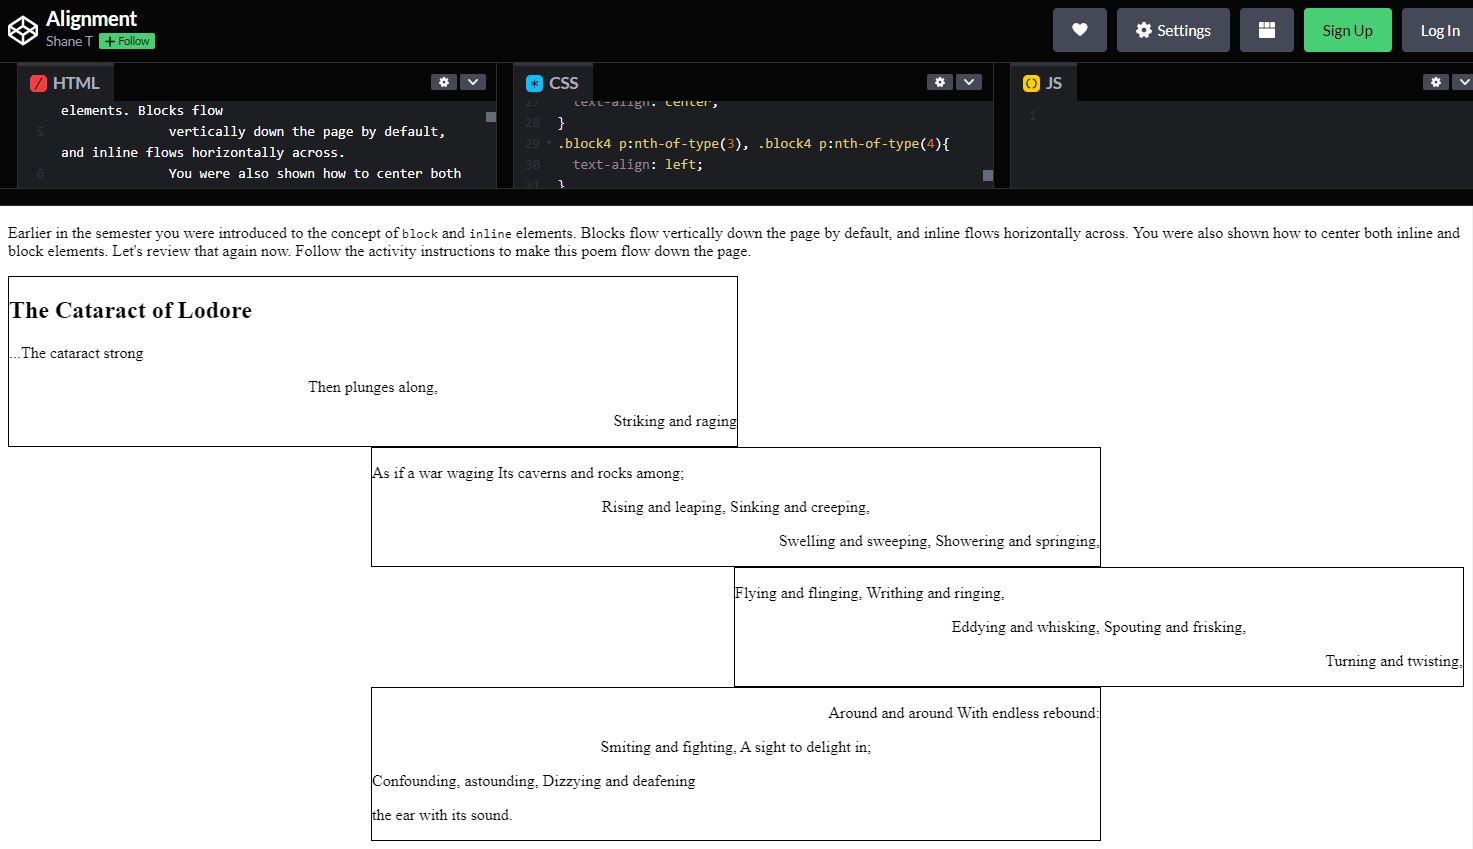 Alignment
Shane T + Follow
Settings
Sign Up
Log In
HTML
CSS
JS
elements. Blocks flow
5 vertically down the page by default,
and inline flows horizontally across.
6 You were also shown how to center both
27 text-align: center;
28 }
29 .block4 p:nth-of-type(3), .block4 p:nth-of-type(4){
30 text-align: left;
31 }
1
Earlier in the semester you were introduced to the concept of block and inline elements. Blocks flow vertically down the page by default, and inline flows horizontally across. You were also shown how to center both inline and
block elements. Let's review that again now. Follow the activity instructions to make this poem flow down the page.
The Cataract of Lodore
...The cataract strong
Then plunges along,
Striking and raging
As if a war waging Its caverns and rocks among;
Rising and leaping, Sinking and creeping,
Swelling and sweeping, Showering and springing,
Flying and flinging, Writhing and ringing,
Eddying and whisking, Spouting and frisking,
Turning and twisting,
Around and around With endless rebound:
Smiting and fighting, A sight to delight in;
Confounding, astounding, Dizzying and deafening
the ear with its sound.